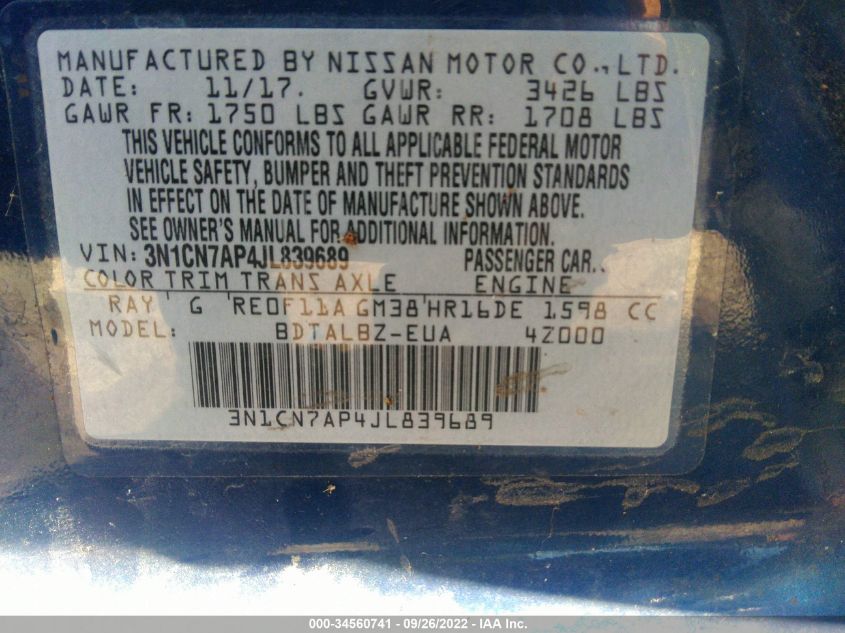 MANUFACTURED BY NISSAN MOTOR CO., LTD.
DATE: 11/17. GVWR: 3426 LBS
GAWR FR: 1750 LBS GAWR RR: 1708 LBS
THIS VEHICLE CONFORMS TO ALL APPLICABLE FEDERAL MOTOR
VEHICLE SAFETY, BUMPER AND THEFT PREVENTION STANDARDS
IN EFFECT ON THE DATE OF MANUFACTURE SHOWN ABOVE.
SEE OWNER'S MANUAL FOR ADDITIONAL INFORMATION.
VIN: 3N1CN7AP4JL839689 PASSENGER CAR.
COLOR TRIM TRANS AXLE ENGINE
RAY G RE0F11A GM38 HR16DE 1598 CC
MODEL: BDTALBZ-EUA 42000
3N1CN7AP4JL839689
000-34560741 - 09/26/2022 - IAA Inc.